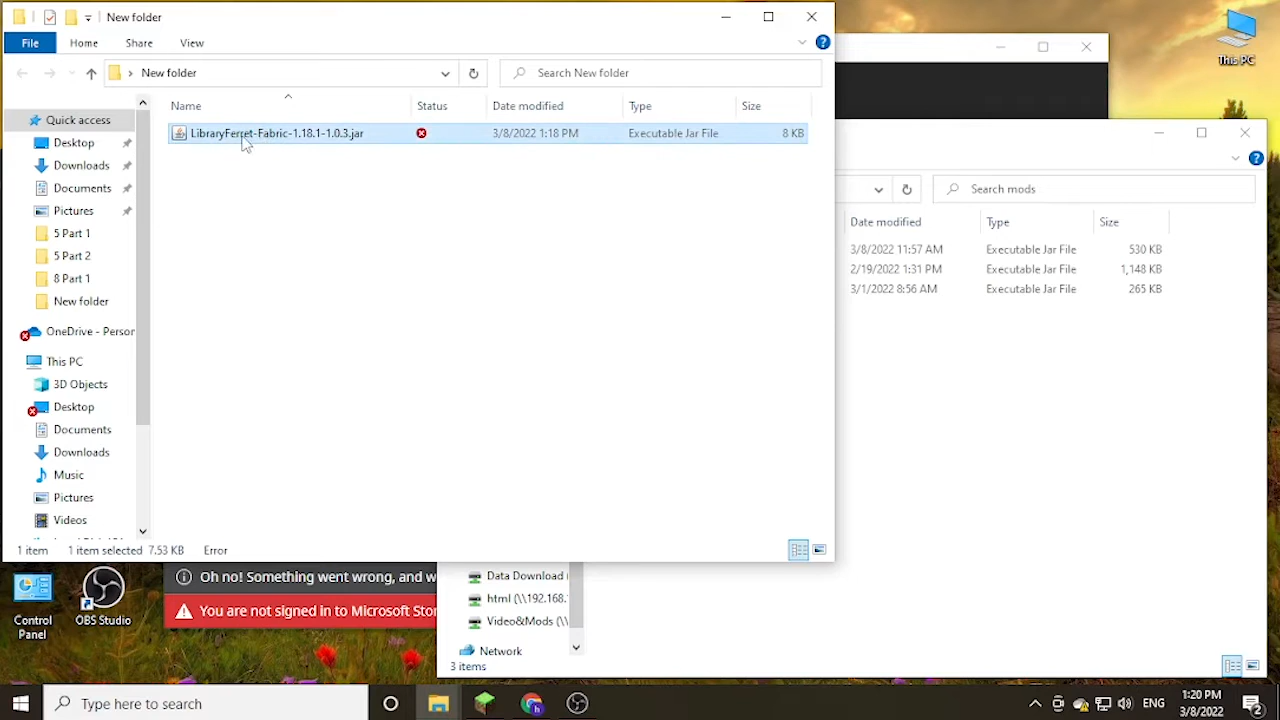 New folder
File Home Share View
New folder
Search New folder
Name Status Date modified Type Size
LibraryFerret-Fabric-1.18.1-1.0.3.jar 3/8/2022 1:18 PM Executable Jar File 8 KB
Quick access
Desktop
Downloads
Documents
Pictures
5 Part 1
5 Part 2
8 Part 1
New folder
OneDrive - Person
This PC
3D Objects
Desktop
Documents
Downloads
Music
Pictures
Videos
1 item 1 item selected 7.53 KB Error
This PC
Search mods
Date modified Type Size
3/8/2022 11:57 AM Executable Jar File 530 KB
2/19/2022 1:31 PM Executable Jar File 1,148 KB
3/1/2022 8:56 AM Executable Jar File 265 KB
Oh no! Something went wrong, and w
You are not signed in to Microsoft Stor
Data Download (
html (\\192.168.
Video&Mods (\\
Network
3 items
Control Panel
OBS Studio
Type here to search
ENG
1:20 PM
3/8/2022
2